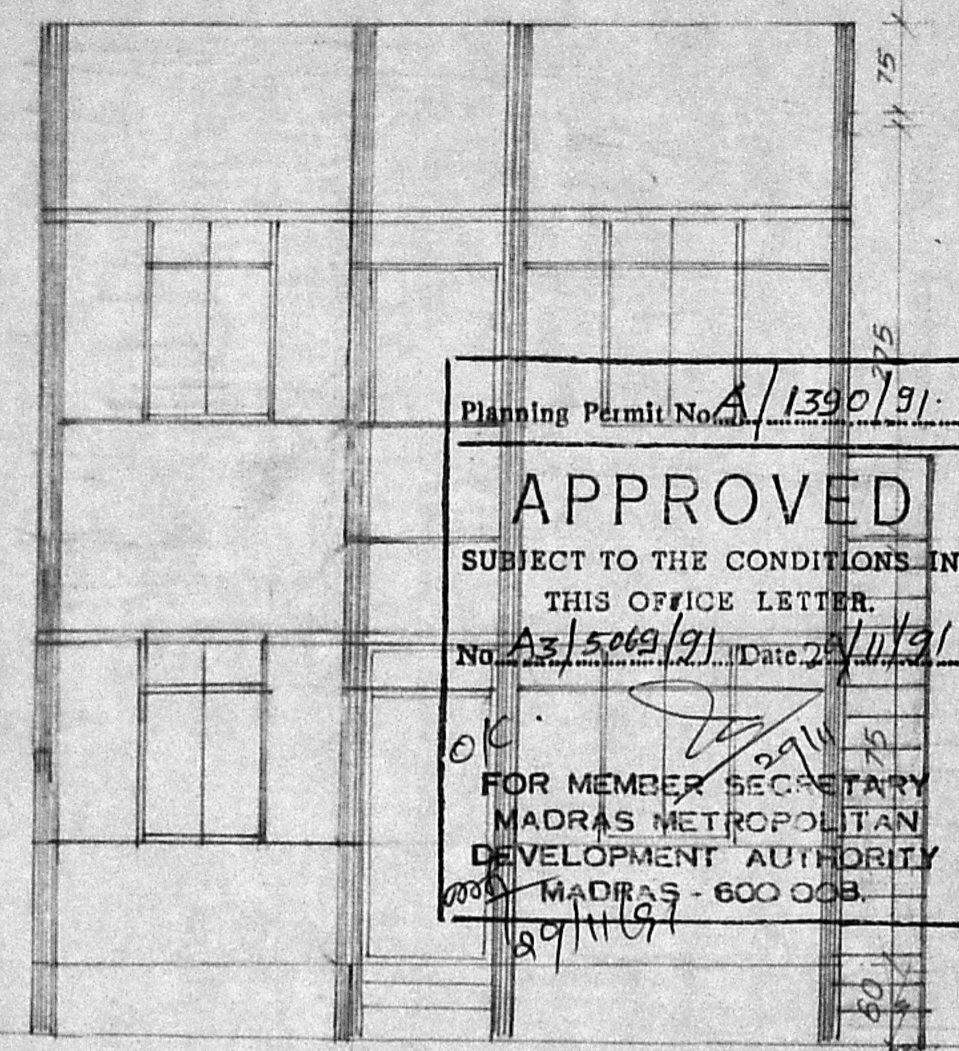 75
275
Planning Permit No. A/1390/91.
APPROVED
SUBJECT TO THE CONDITIONS IN
THIS OFFICE LETTER.
No. A3/5069/91 Date. 29/11/91
OK
29/11
75
FOR MEMBER SECRETARY
MADRAS METROPOLITAN
DEVELOPMENT AUTHORITY
MADRAS - 600 008.
29/11/91
60